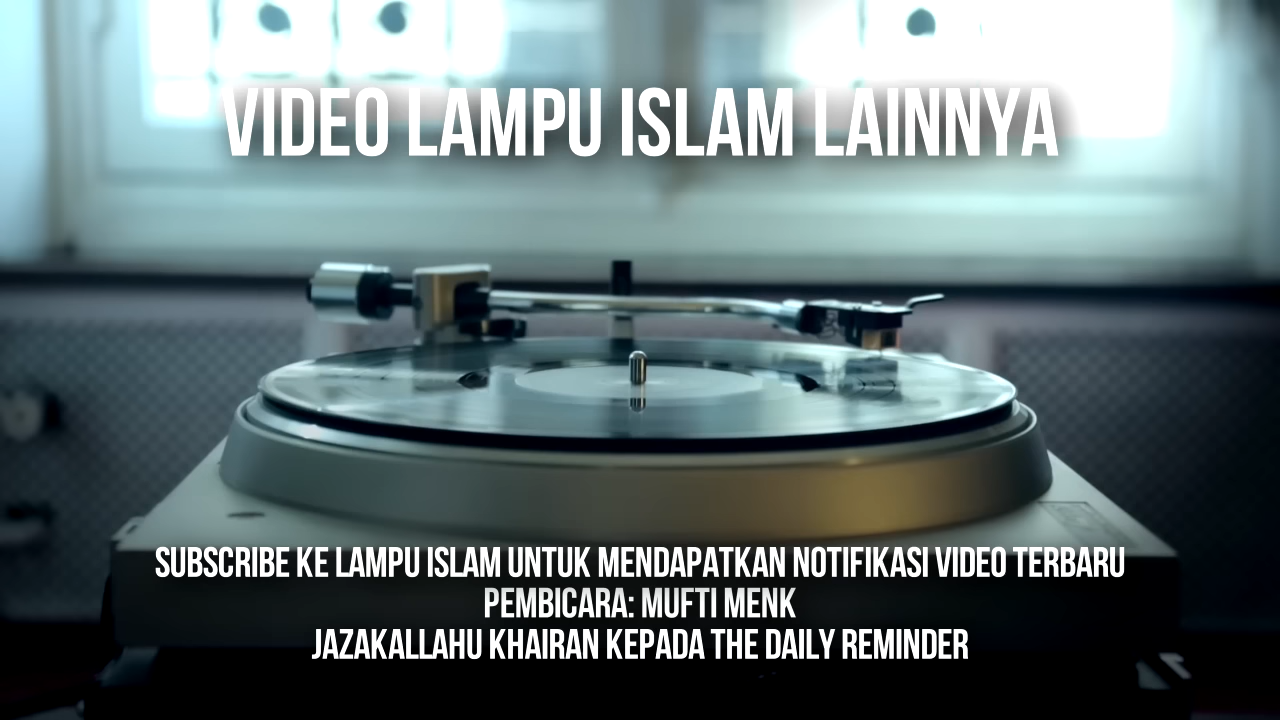 VIDEO LAMPU ISLAM LAINNYA
SUBSCRIBE KE LAMPU ISLAM UNTUK MENDAPATKAN NOTIFIKASI VIDEO TERBARU
PEMBICARA: MUFTI MENK
JAZAKALLAHU KHAIRAN KEPADA THE DAILY REMINDER